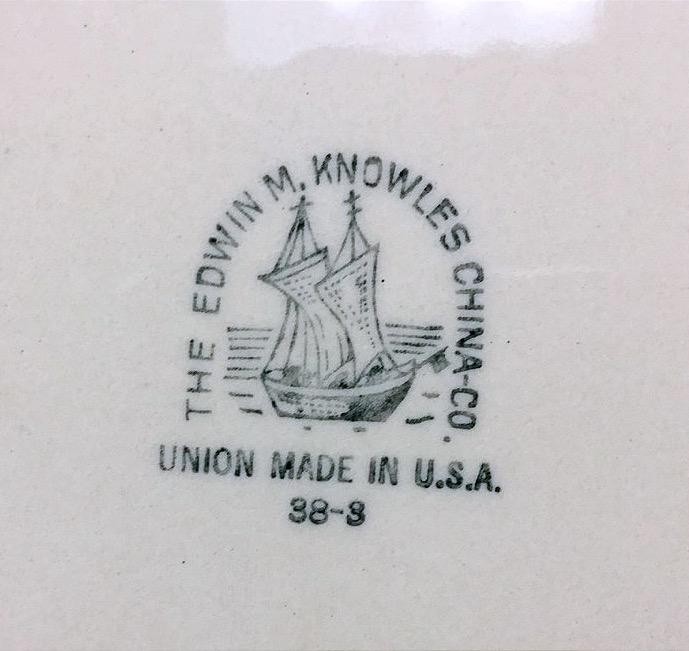 THE EDWIN M. KNOWLES CHINA-CO.
UNION MADE IN U.S.A.
38-3